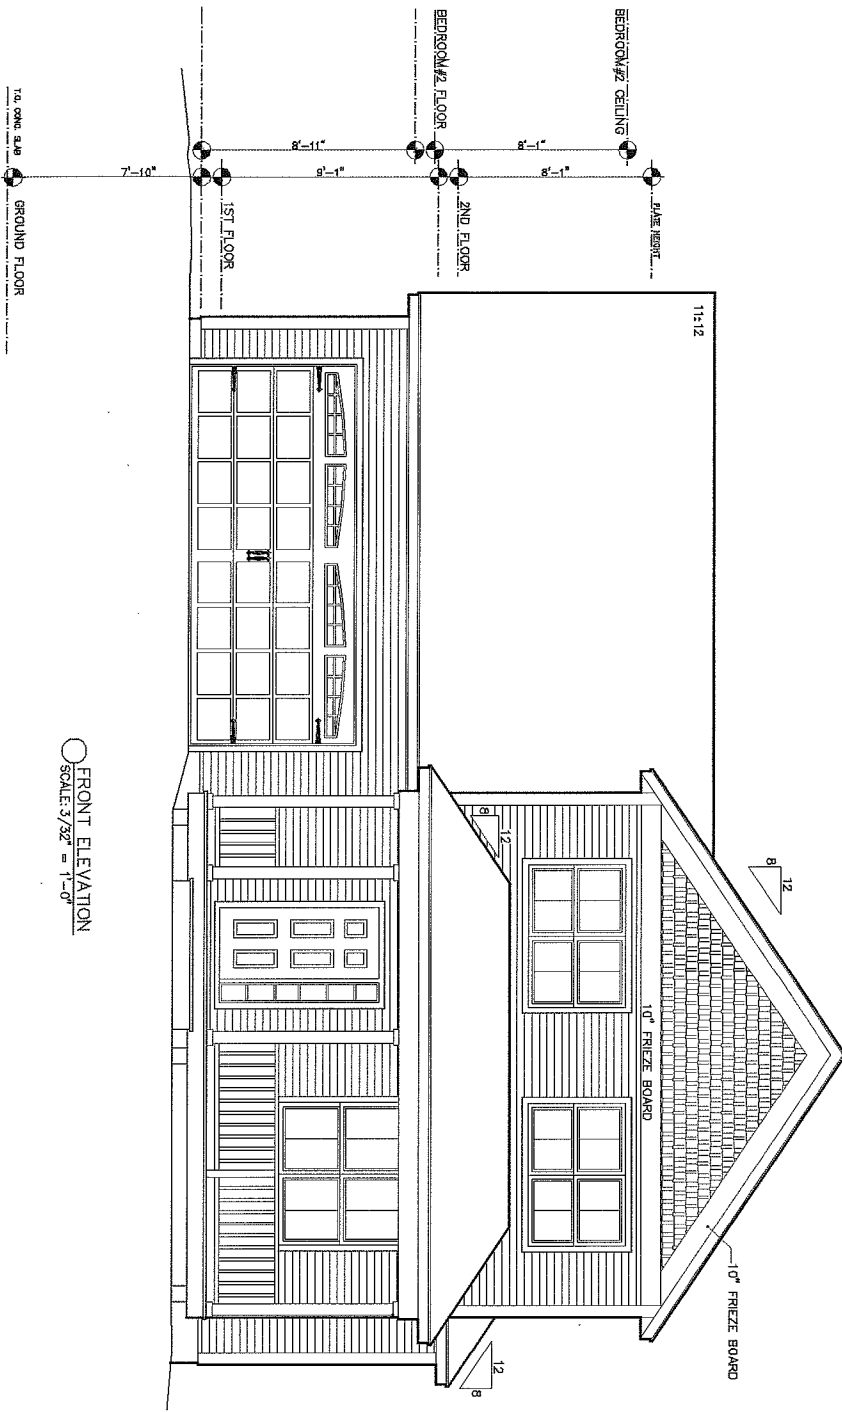 BEDROOM#2 CEILING
BEDROOM#2 FLOOR
8'-11"
8'-1"
7'-10"
9'-1"
8'-1"
T.O. CONC. SLAB
GROUND FLOOR
1ST FLOOR
2ND FLOOR
PLATE HEIGHT
11:12
12
8
12
8
10" FRIEZE BOARD
10" FRIEZE BOARD
12
8
FRONT ELEVATION
SCALE: 3/32" = 1'-0"